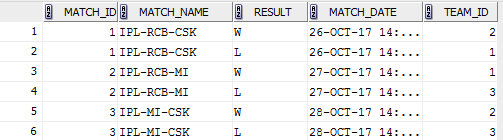 MATCH_ID MATCH_NAME RESULT MATCH_DATE TEAM_ID
1 1 IPL-RCB-CSK W 26-OCT-17 14:... 2
2 1 IPL-RCB-CSK L 26-OCT-17 14:... 1
3 2 IPL-RCB-MI W 27-OCT-17 14:... 1
4 2 IPL-RCB-MI L 27-OCT-17 14:... 3
5 3 IPL-MI-CSK W 28-OCT-17 14:... 2
6 3 IPL-MI-CSK L 28-OCT-17 14:... 3